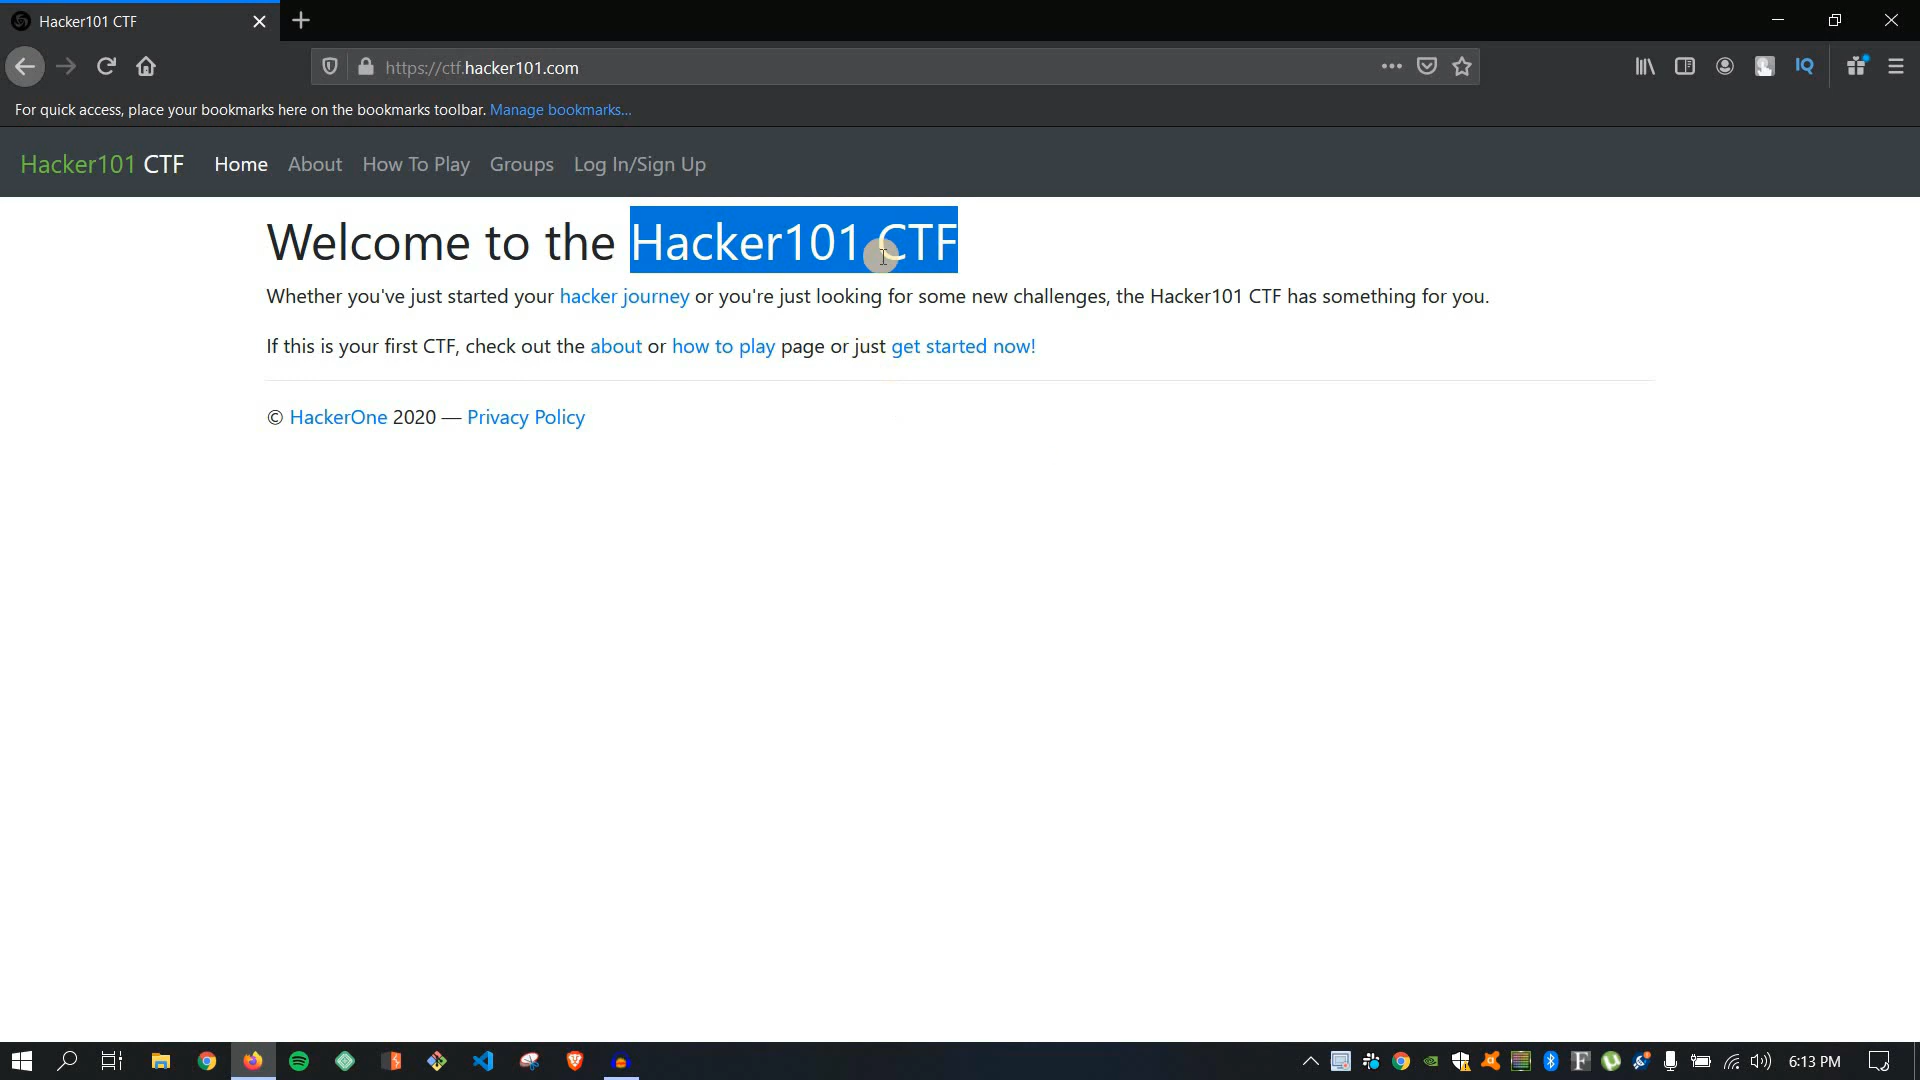 Hacker101 CTF
https://ctf.hacker101.com
IQ
For quick access, place your bookmarks here on the bookmarks toolbar. Manage bookmarks...
Hacker101 CTF Home About How To Play Groups Log In/Sign Up
Welcome to the Hacker101 CTF
Whether you've just started your hacker journey or you're just looking for some new challenges, the Hacker101 CTF has something for you.
If this is your first CTF, check out the about or how to play page or just get started now!
© HackerOne 2020 — Privacy Policy
6:13 PM